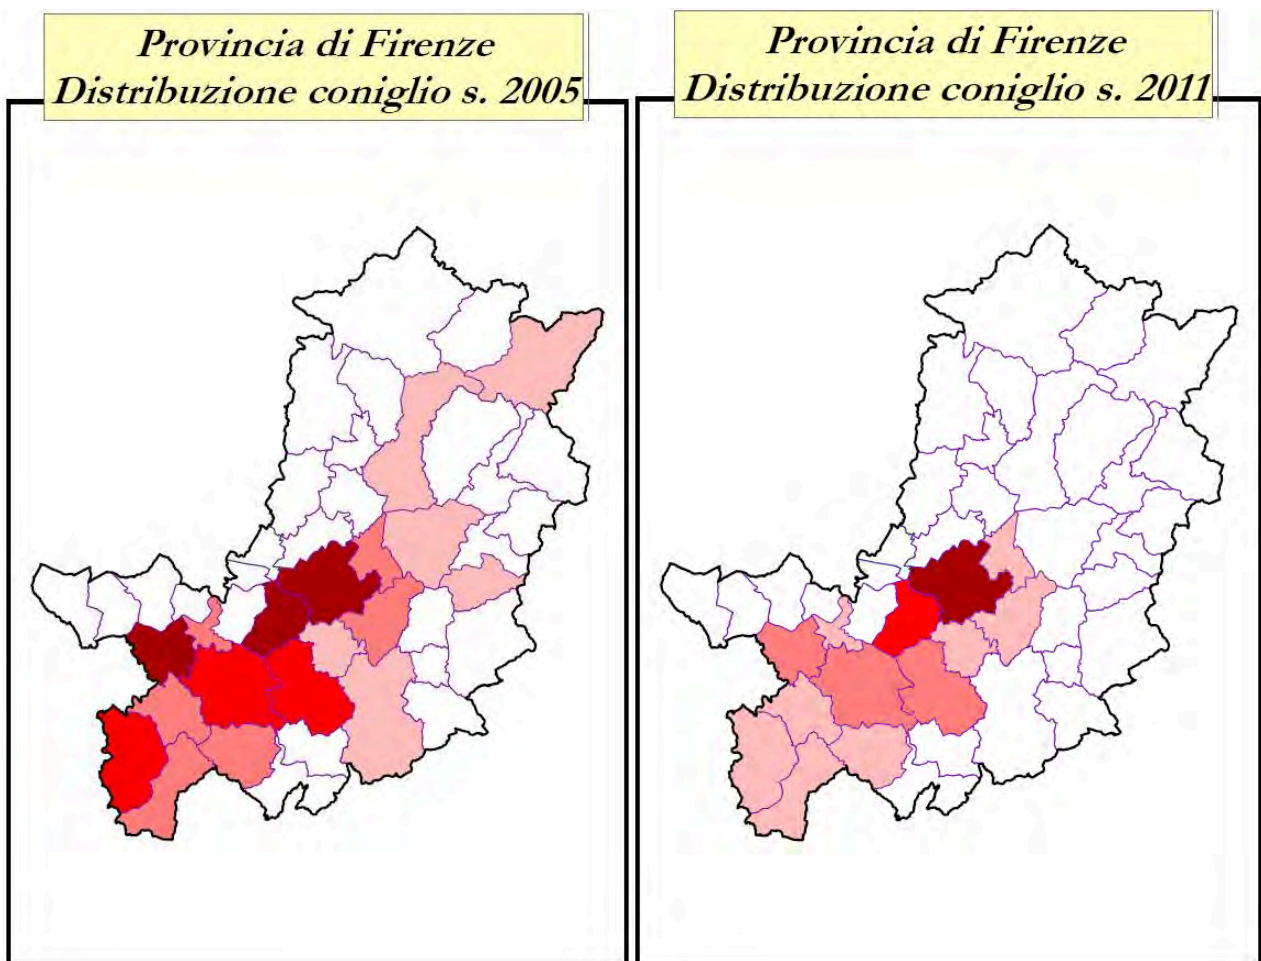 Provincia di Firenze
Distribuzione coniglio s. 2005
Provincia di Firenze
Distribuzione coniglio s. 2011